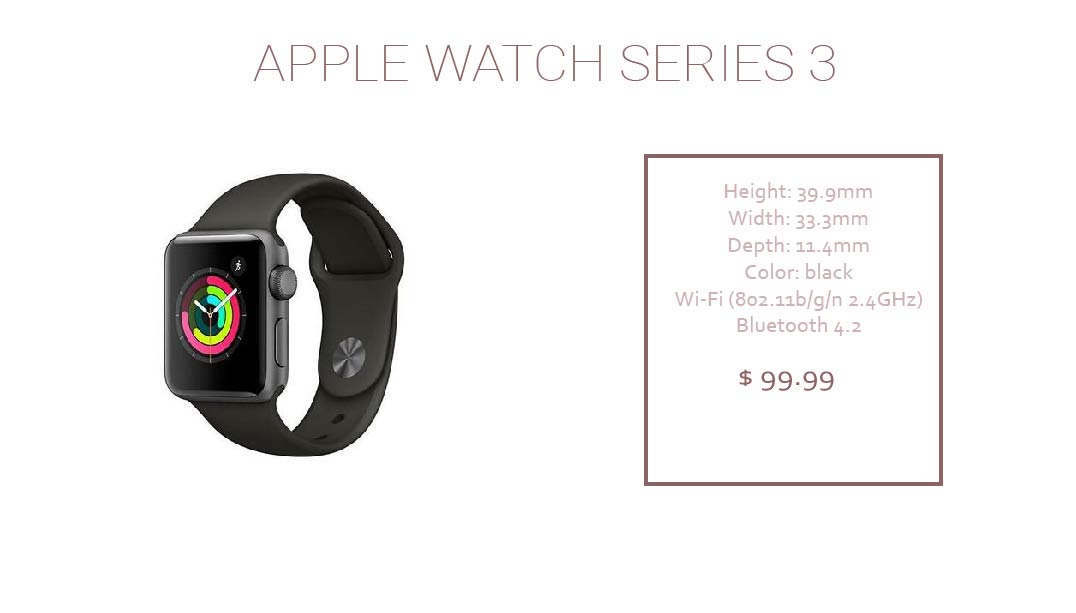 APPLE WATCH SERIES 3
Height: 39.9mm
Width: 33.3mm
Depth: 11.4mm
Color: black
Wi-Fi (802.11b/g/n 2.4GHz)
Bluetooth 4.2
$ 99.99